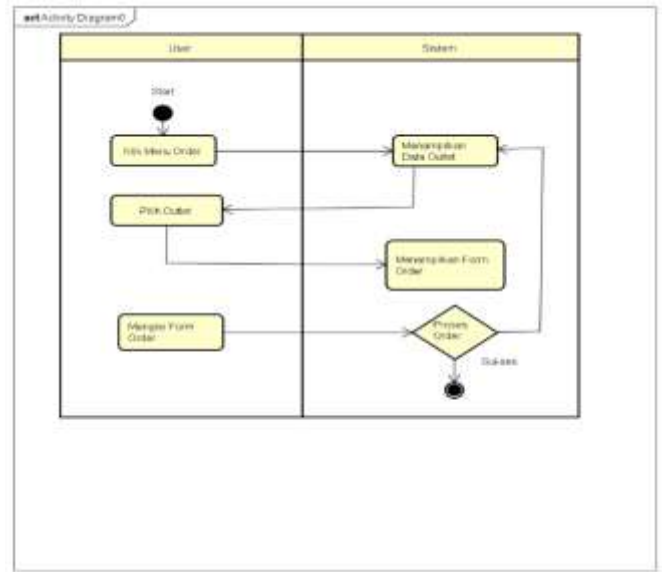 act Activity Diagram0
User
Sistem
Start
Klik Menu Order
Menampilkan
Data Outlet
Pilih Outlet
Menampilkan Form
Order
Mengisi Form
Order
Proses
Order
Sukses